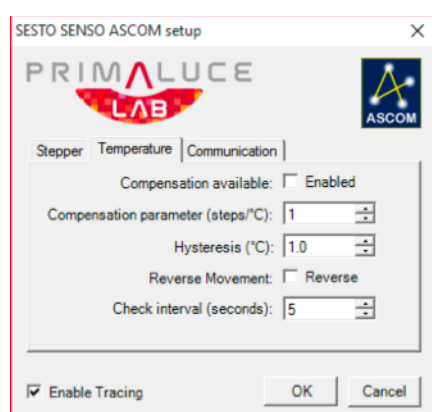 SESTO SENSO ASCOM setup
PRIMALUCE
LAB
ASCOM
Stepper Temperature Communication
Compensation available: Enabled
Compensation parameter (steps/°C): 1
Hysteresis (°C): 1.0
Reverse Movement: Reverse
Check interval (seconds): 5
Enable Tracing OK Cancel